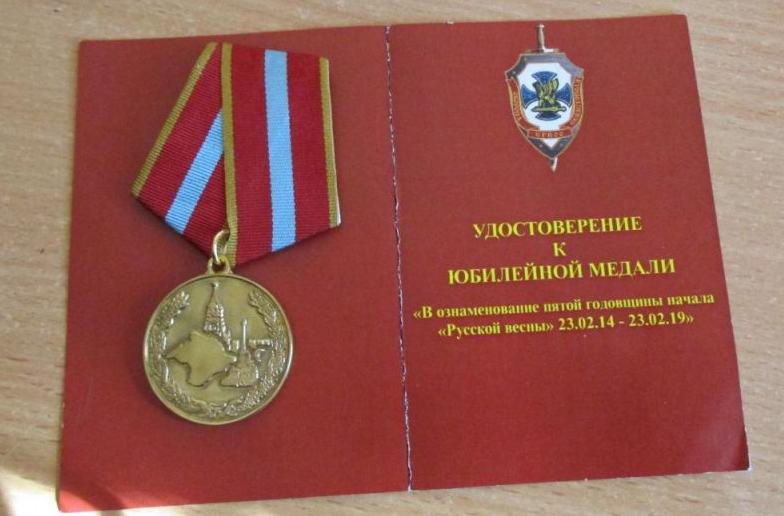 УДОСТОВЕРЕНИЕ
К
ЮБИЛЕЙНОЙ МЕДАЛИ
«В ознаменование пятой годовщины начала
«Русской весны» 23.02.14 - 23.02.19»